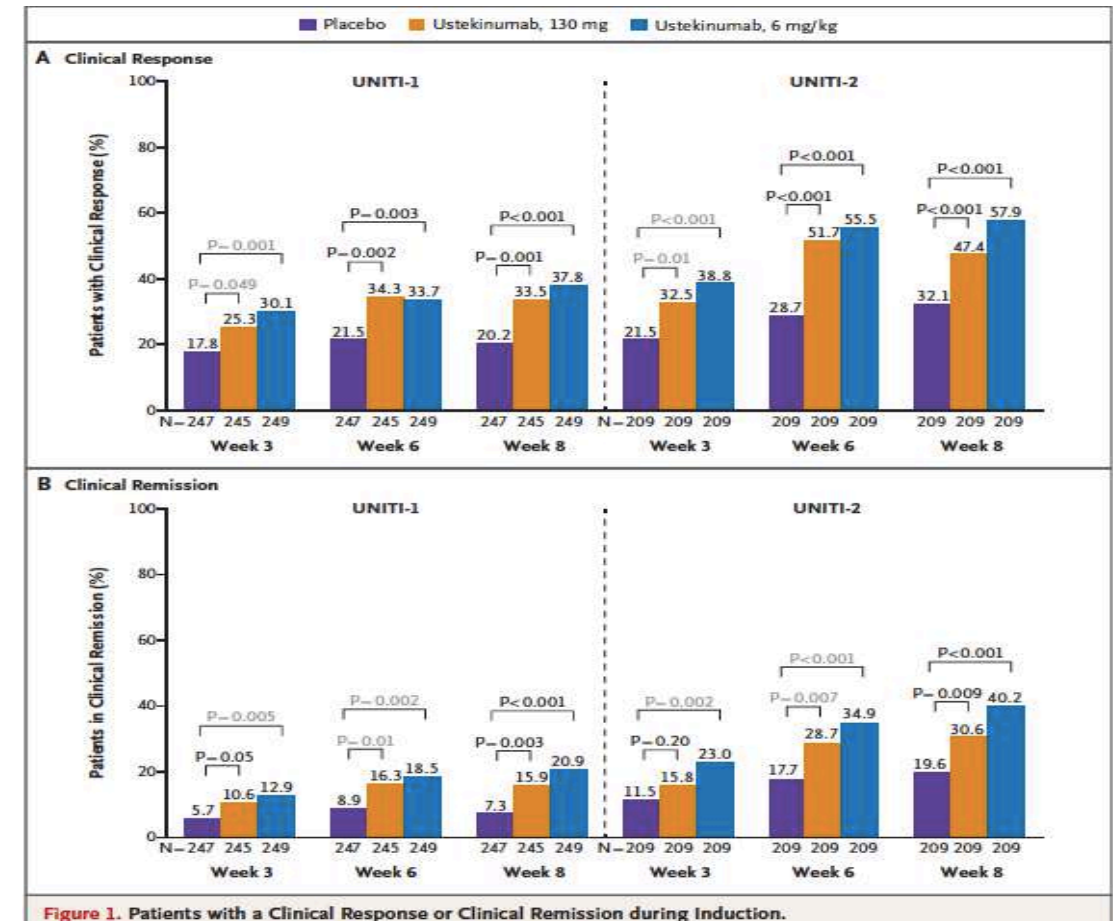 Placebo Ustekinumab, 130 mg Ustekinumab, 6 mg/kg
A Clinical Response
UNITI-1 UNITI-2
Patients with Clinical Response (%)
100
80
60
40
20
0
P=0.001
P=0.049
17.8 25.3 30.1
P=0.003
P=0.002
21.5 34.3 33.7
P<0.001
P=0.001
20.2 33.5 37.8
P<0.001
P=0.01
21.5 32.5 38.8
P<0.001
P<0.001
28.7 51.7 55.5
P<0.001
P<0.001
32.1 47.4 57.9
N=247 245 249 247 245 249 247 245 249 N=209 209 209 209 209 209 209 209 209
Week 3 Week 6 Week 8 Week 3 Week 6 Week 8
B Clinical Remission
UNITI-1 UNITI-2
Patients in Clinical Remission (%)
100
80
60
40
20
0
P=0.005
P=0.05
5.7 10.6 12.9
P=0.002
P=0.01
8.9 16.3 18.5
P<0.001
P=0.003
7.3 15.9 20.9
P=0.002
P=0.20
11.5 15.8 23.0
P<0.001
P=0.007
17.7 28.7 34.9
P<0.001
P=0.009
19.6 30.6 40.2
N=247 245 249 247 245 249 247 245 249 N=209 209 209 209 209 209 209 209 209
Week 3 Week 6 Week 8 Week 3 Week 6 Week 8
Figure 1. Patients with a Clinical Response or Clinical Remission during Induction.